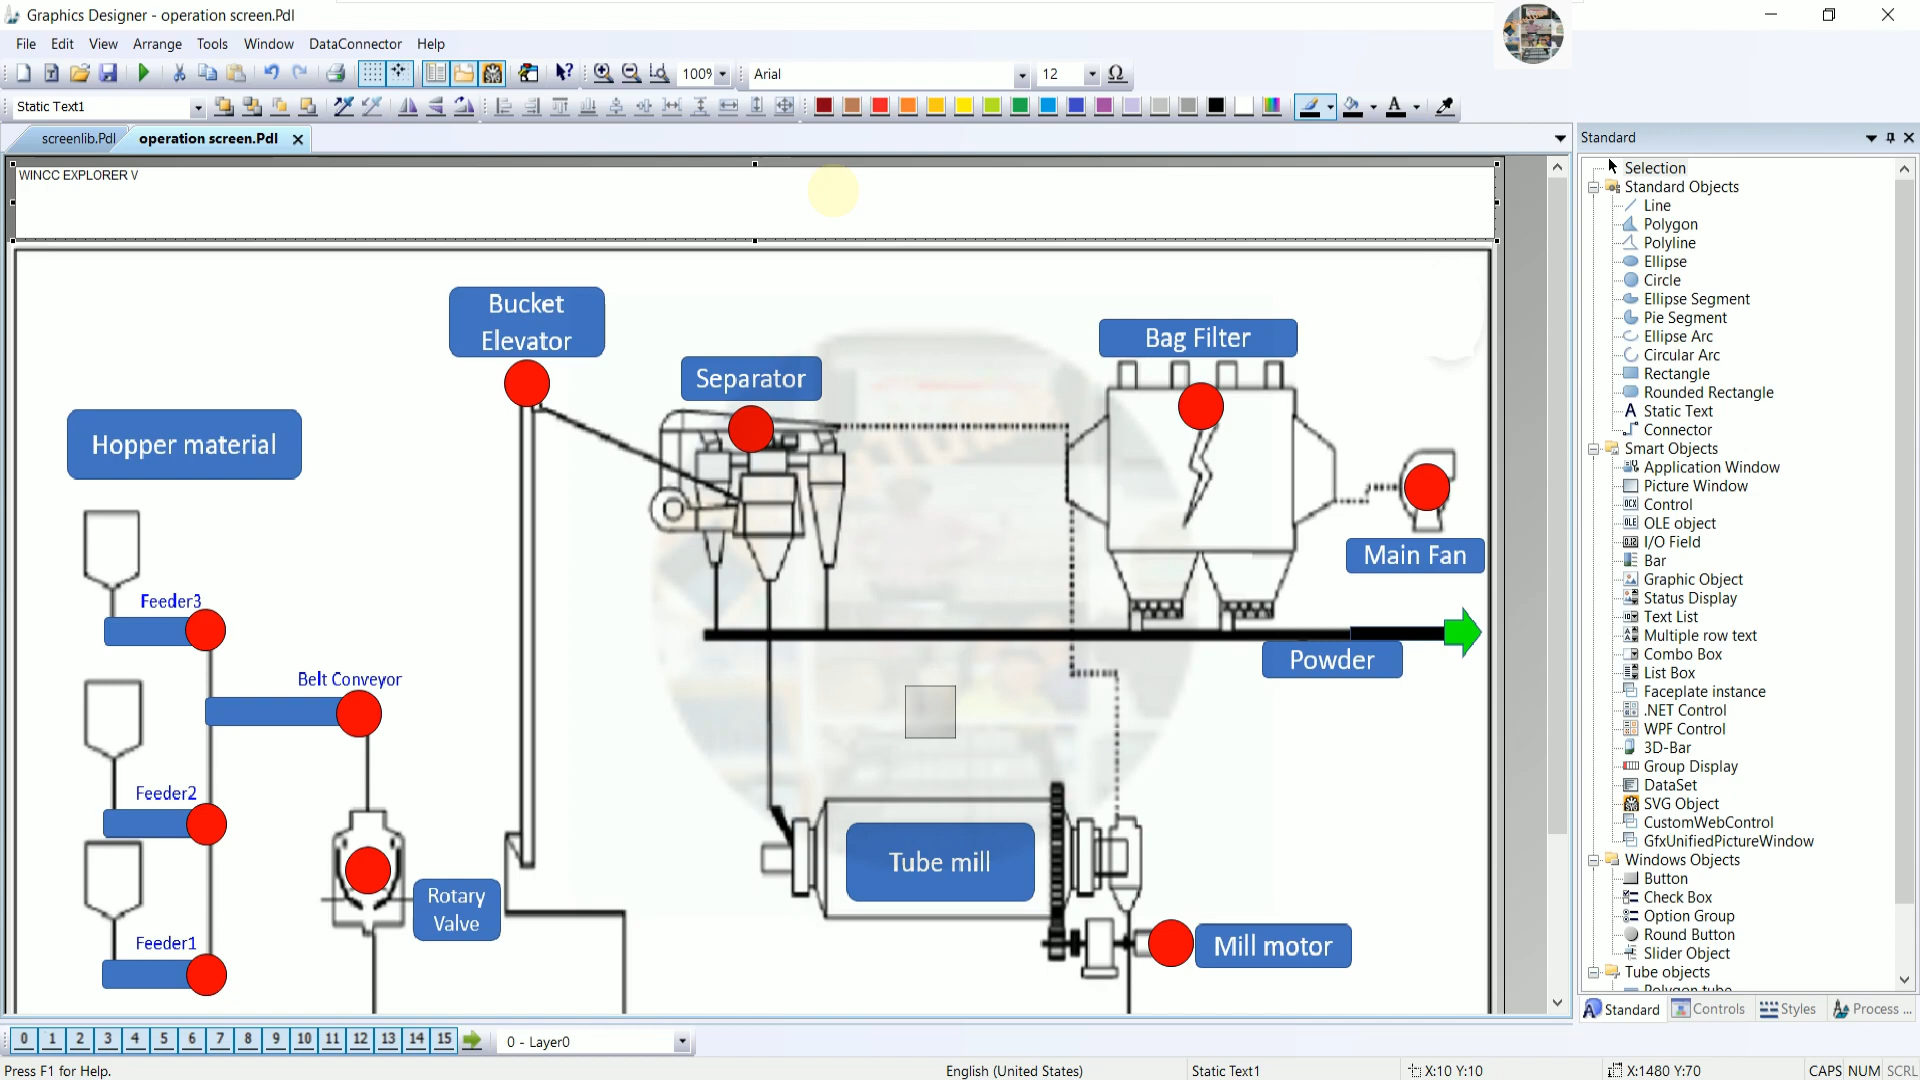 Graphics Designer - operation screen.Pdl
File Edit View Arrange Tools Window DataConnector Help
100% Arial 12 Ω
Static Text1
screenlib.Pdl operation screen.Pdl
WINCC EXPLORER V
Bucket
Elevator
Separator
Bag Filter
Hopper material
Main Fan
Feeder3
Powder
Belt Conveyor
Feeder2
Tube mill
Rotary
Valve
Feeder1
Mill motor
Standard
Selection
Standard Objects
Line
Polygon
Polyline
Ellipse
Circle
Ellipse Segment
Pie Segment
Ellipse Arc
Circular Arc
Rectangle
Rounded Rectangle
A Static Text
Connector
Smart Objects
Application Window
Picture Window
OCX Control
OLE OLE object
0.12 I/O Field
Bar
Graphic Object
Status Display
Text List
Multiple row text
Combo Box
List Box
Faceplate instance
.NET Control
WPF Control
3D-Bar
Group Display
DataSet
SVG Object
CustomWebControl
GfxUnifiedPictureWindow
Windows Objects
Button
Check Box
Option Group
Round Button
Slider Object
Tube objects
Polygon tube
Standard Controls Styles Process ...
0 1 2 3 4 5 6 7 8 9 10 11 12 13 14 15 0 - Layer0
Press F1 for Help. English (United States) Static Text1 X:10 Y:10 X:1480 Y:70 CAPS NUM SCRL